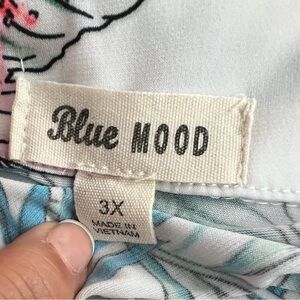 Blue MOOD
3X
MADE IN
VIETNAM